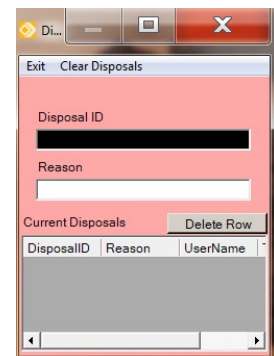 Di...
Exit Clear Disposals
Disposal ID
Reason
Current Disposals Delete Row
DisposalID Reason UserName